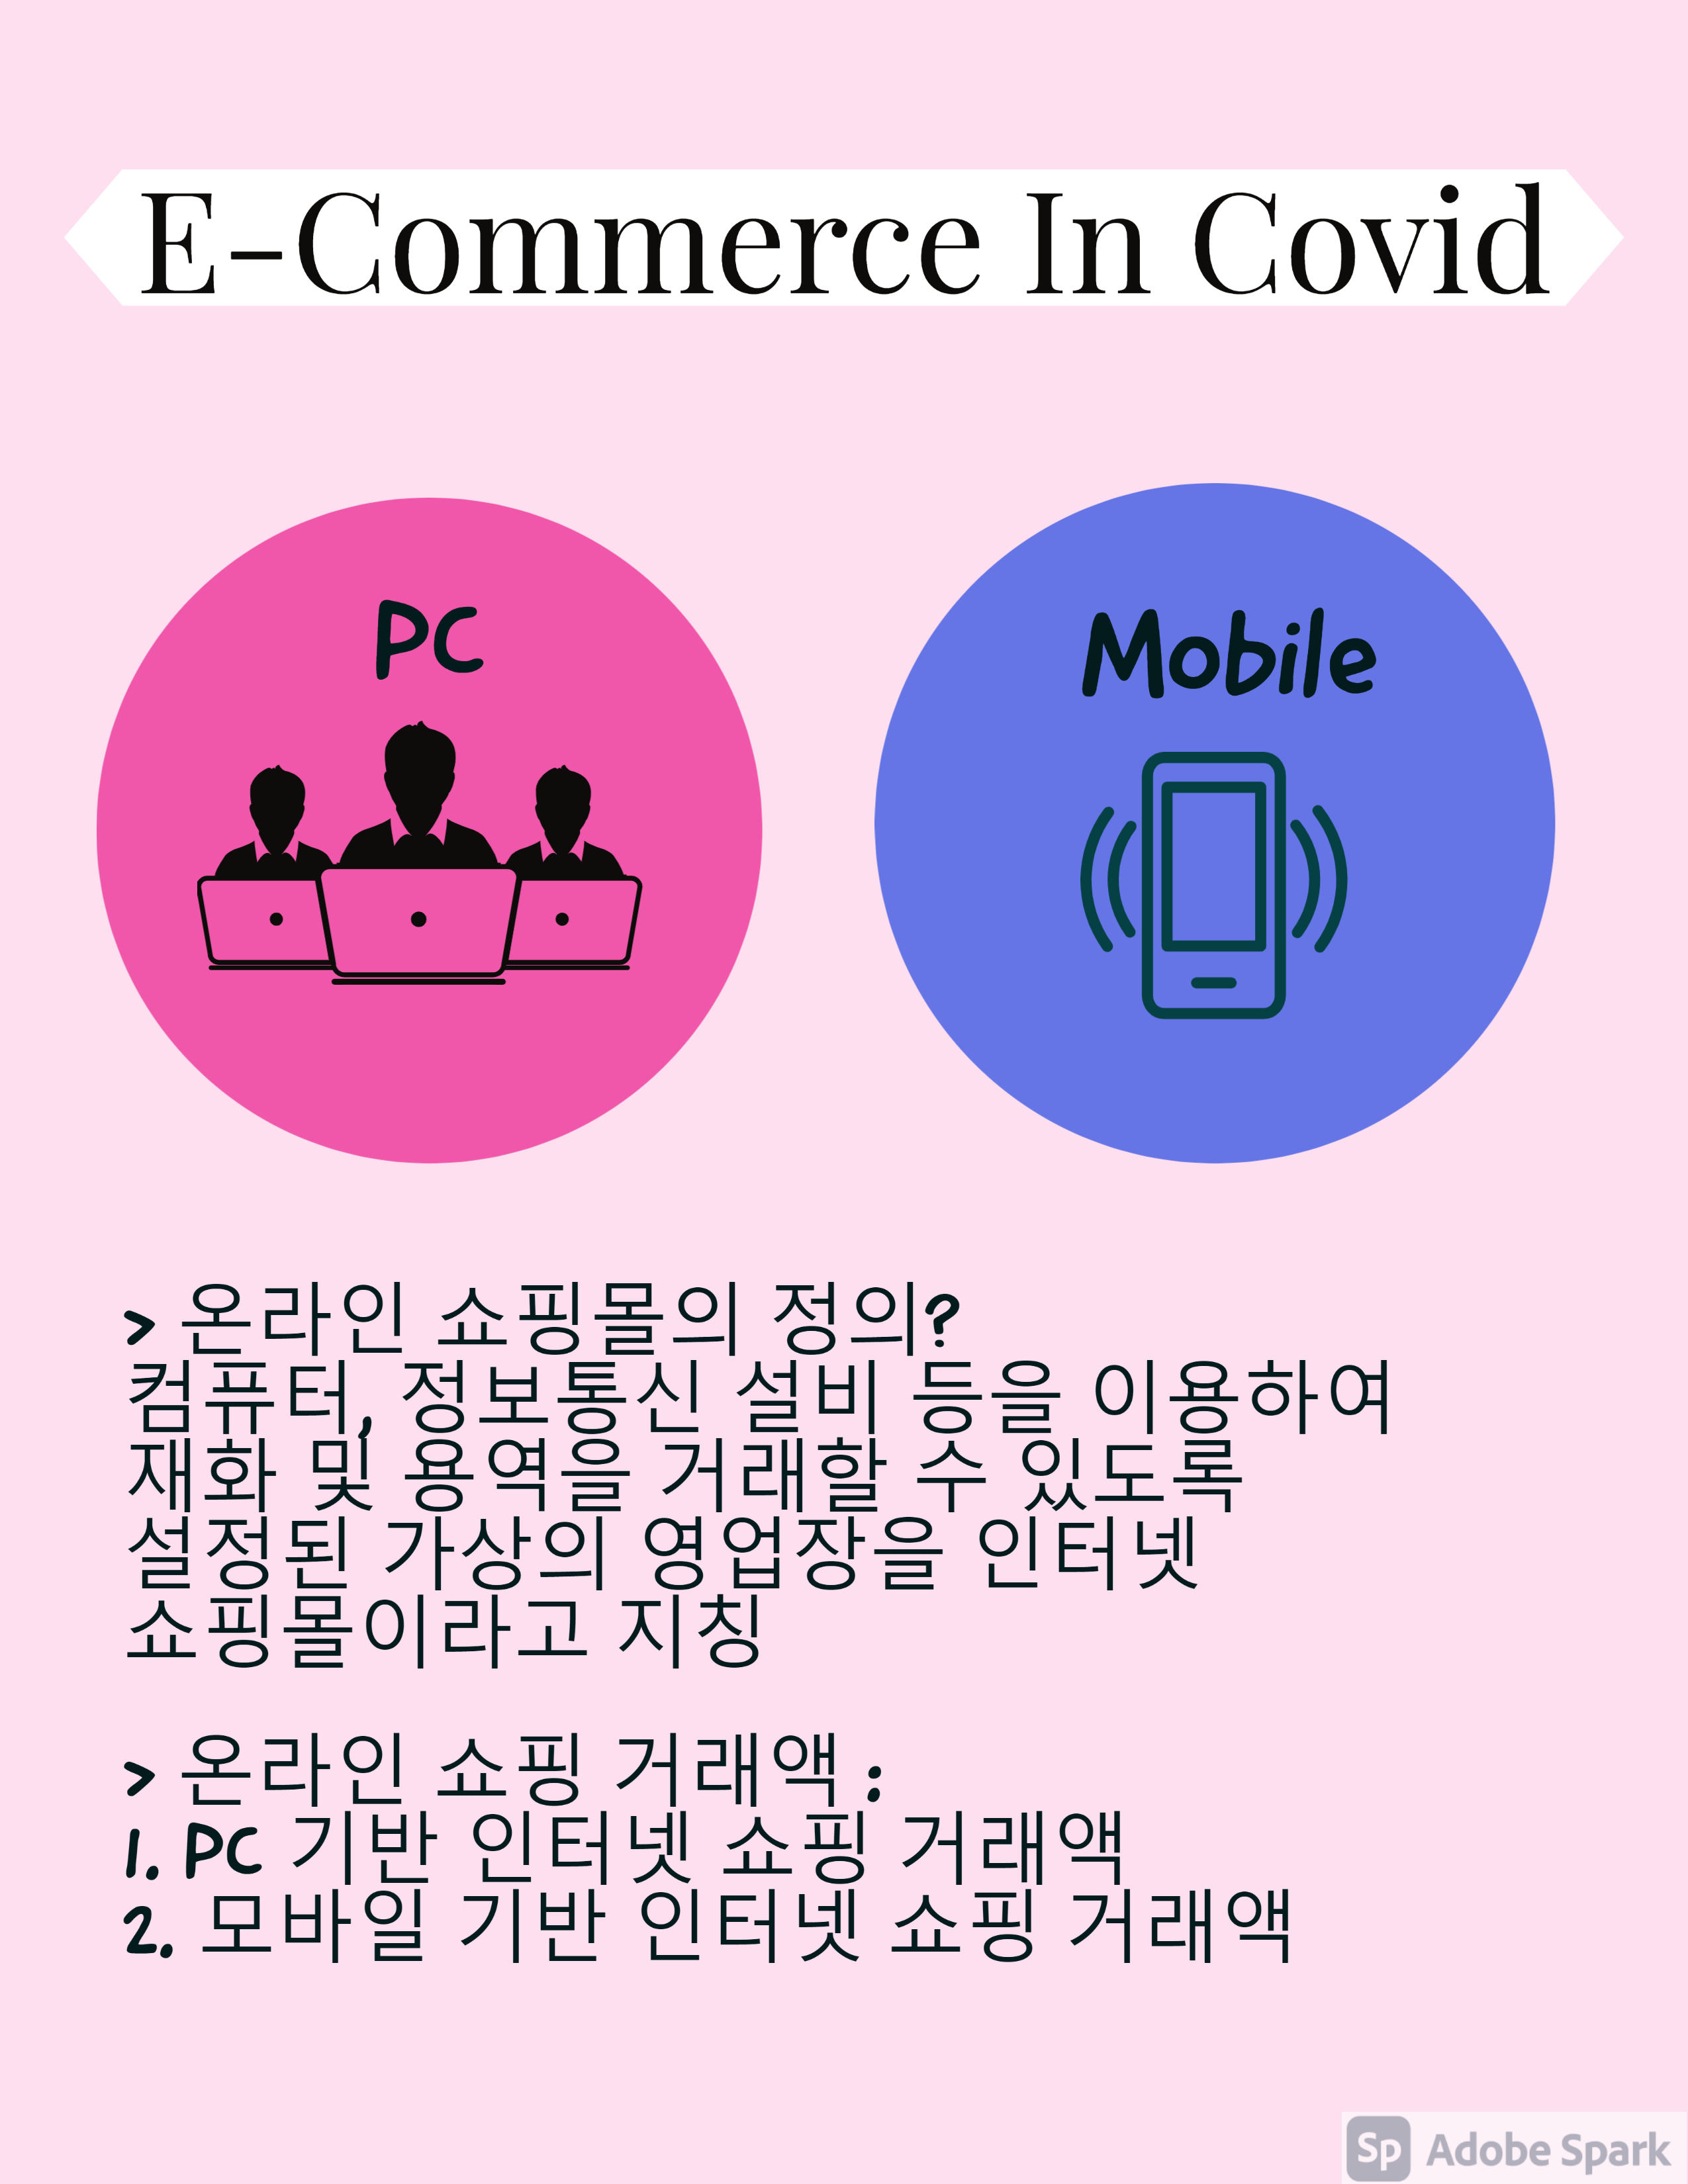 E-Commerce In Covid
PC
Mobile
> 온라인 쇼핑몰의 정의?
컴퓨터, 정보통신 설비 등을 이용하여
재화 및 용역을 거래할 수 있도록
설정된 가상의 영업장을 인터넷
쇼핑몰이라고 지칭
> 온라인 쇼핑 거래액 :
1. PC 기반 인터넷 쇼핑 거래액
2. 모바일 기반 인터넷 쇼핑 거래액
Sp Adobe Spark